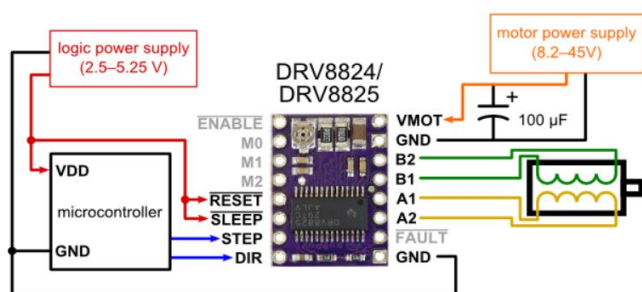 logic power supply
(2.5–5.25 V)
motor power supply
(8.2–45V)
DRV8824/
DRV8825
ENABLE
M0
M1
M2
RESET
SLEEP
STEP
DIR
VMOT
GND
B2
B1
A1
A2
FAULT
GND
+
100 µF
VDD
microcontroller
GND